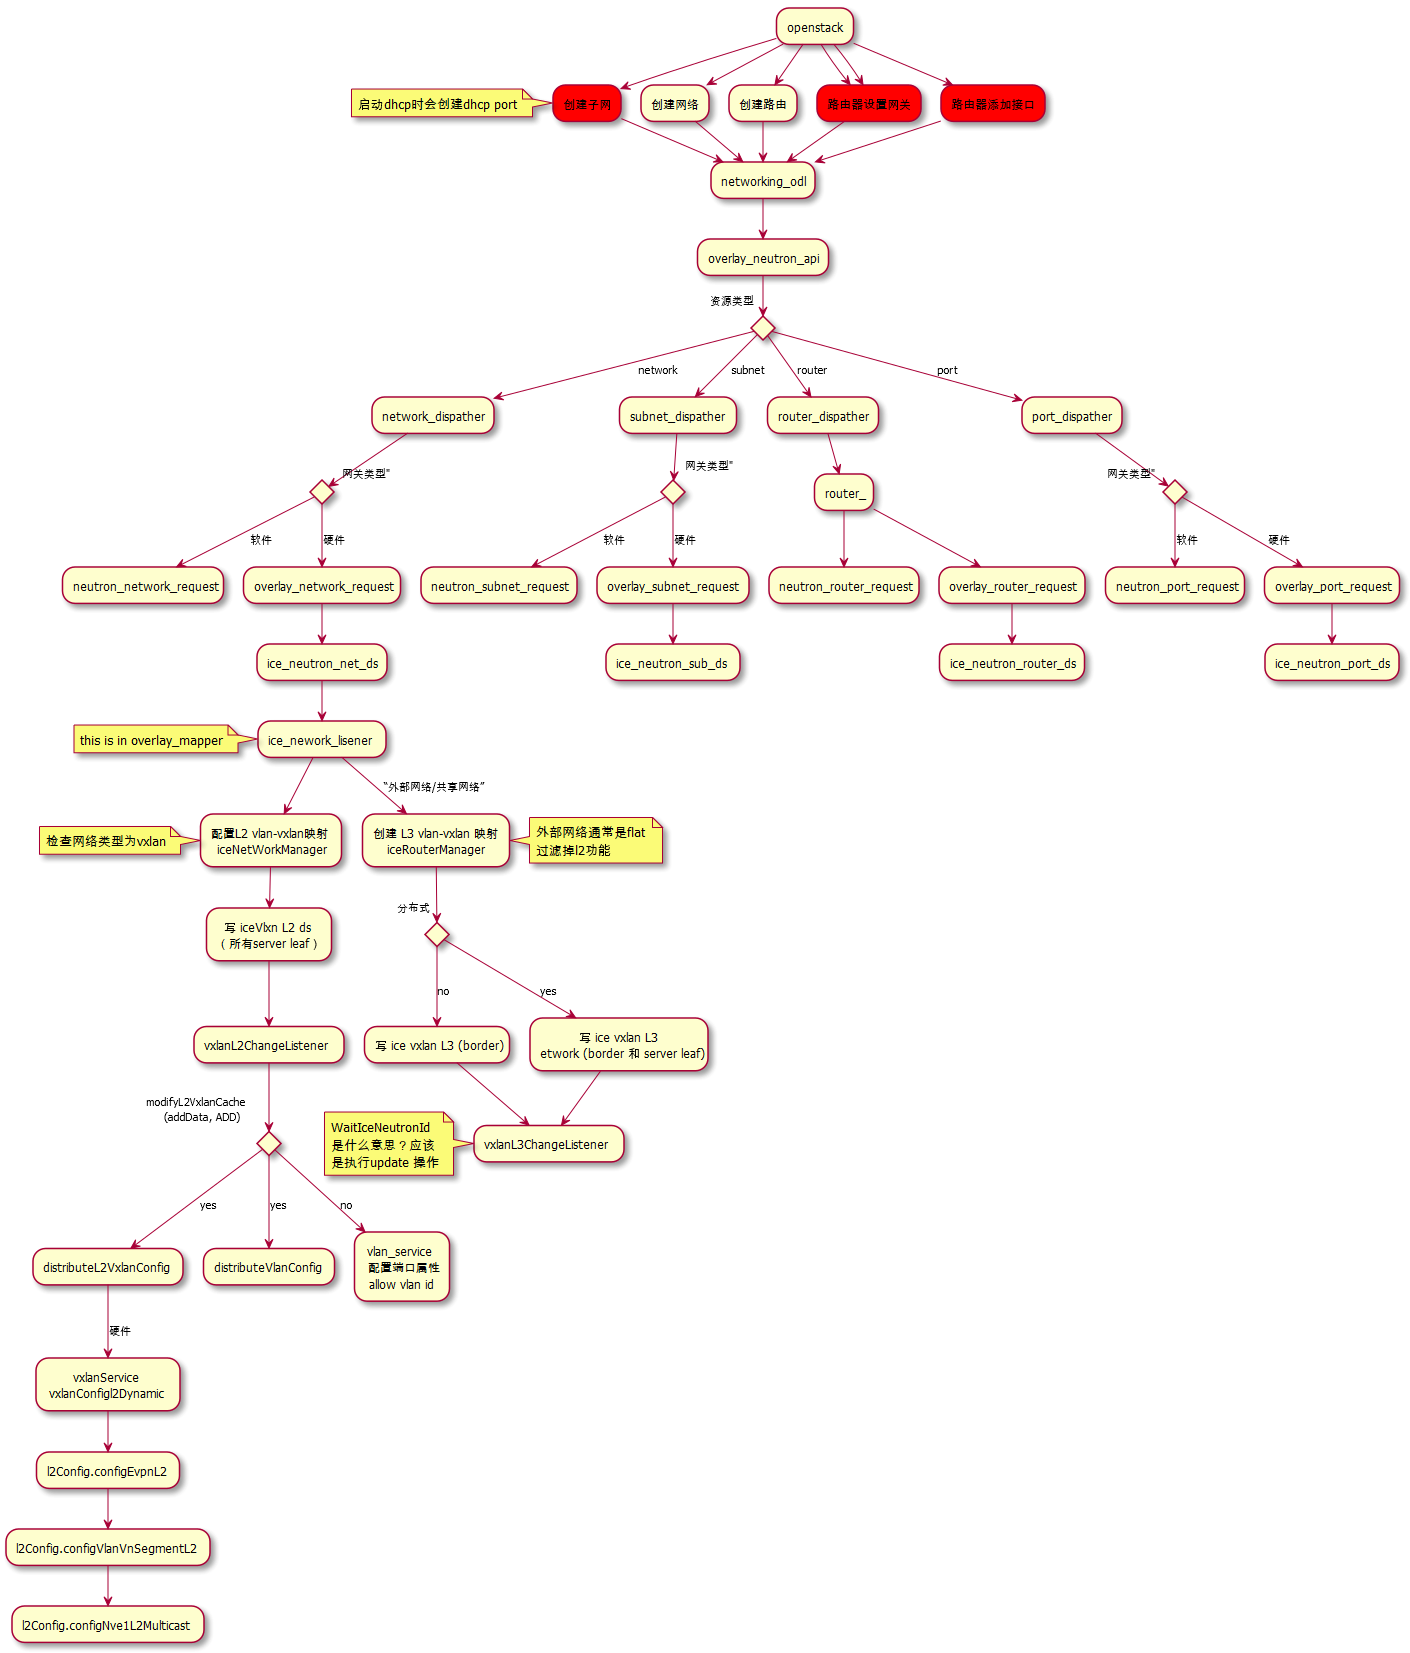 openstack
启动dhcp时会创建dhcp port
创建子网
创建网络
创建路由
路由器设置网关
路由器添加接口
networking_odl
overlay_neutron_api
资源类型
network
subnet
router
port
network_dispather
subnet_dispather
router_dispather
port_dispather
网关类型"
网关类型"
router_
网关类型"
软件
硬件
软件
硬件
软件
硬件
neutron_network_request
overlay_network_request
neutron_subnet_request
overlay_subnet_request
neutron_router_request
overlay_router_request
neutron_port_request
overlay_port_request
ice_neutron_net_ds
ice_neutron_sub_ds
ice_neutron_router_ds
ice_neutron_port_ds
this is in overlay_mapper
ice_nework_lisener
“外部网络/共享网络”
检查网络类型为vxlan
配置L2 vlan-vxlan映射
iceNetWorkManager
创建 L3 vlan-vxlan 映射
iceRouterManager
外部网络通常是flat
过滤掉l2功能
写 iceVlxn L2 ds
( 所有server leaf )
分布式
no
yes
vxlanL2ChangeListener
写 ice vxlan L3 (border)
写 ice vxlan L3
etwork (border 和 server leaf)
modifyL2VxlanCache
(addData, ADD)
WaitIceNeutronId
是什么意思？应该
是执行update 操作
vxlanL3ChangeListener
yes
yes
no
distributeL2VxlanConfig
distributeVlanConfig
vlan_service
配置端口属性
allow vlan id
硬件
vxlanService
vxlanConfigl2Dynamic
l2Config.configEvpnL2
l2Config.configVlanVnSegmentL2
l2Config.configNve1L2Multicast